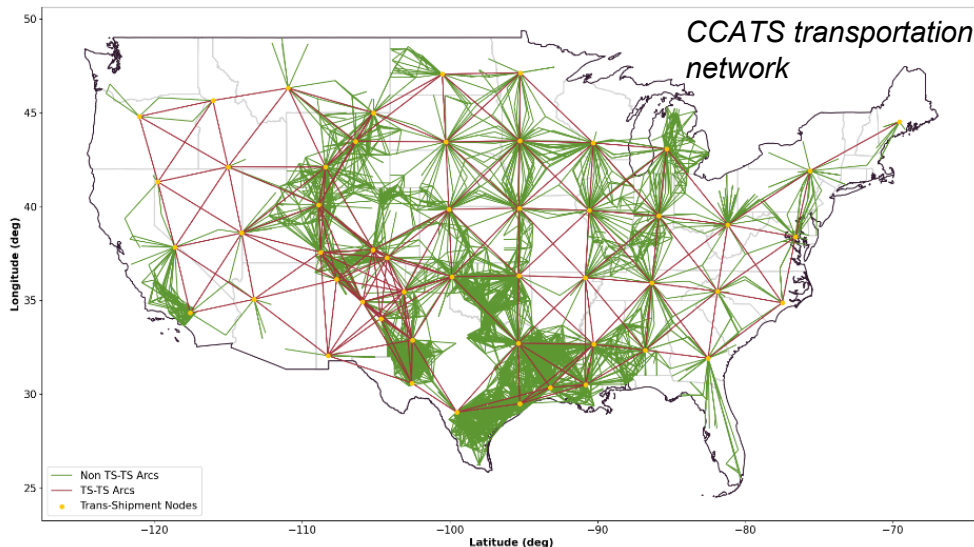 CCATS transportation
network
50
45
40
35
30
25
Longitude (deg)
Non TS-TS Arcs
TS-TS Arcs
Trans-Shipment Nodes
−120
−110
−100
−90
−80
−70
Latitude (deg)